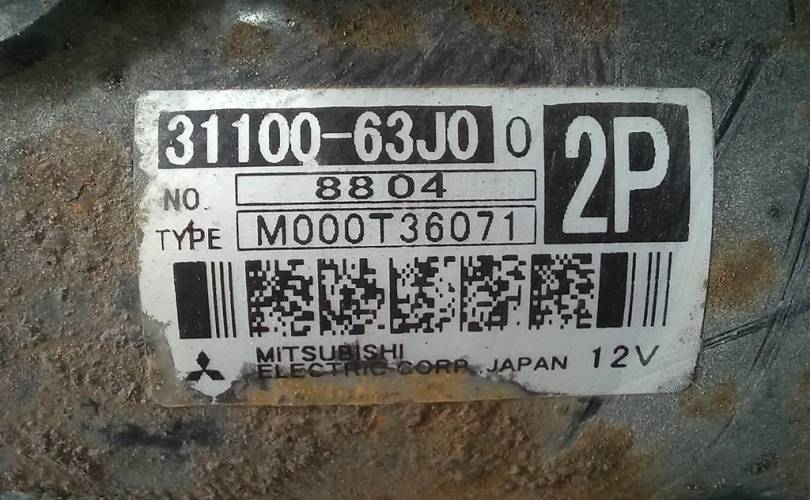 31100-63J0 0
2P
NO. 8804
TYPE M000T36071
MITSUBISHI
ELECTRIC CORP. JAPAN 12V